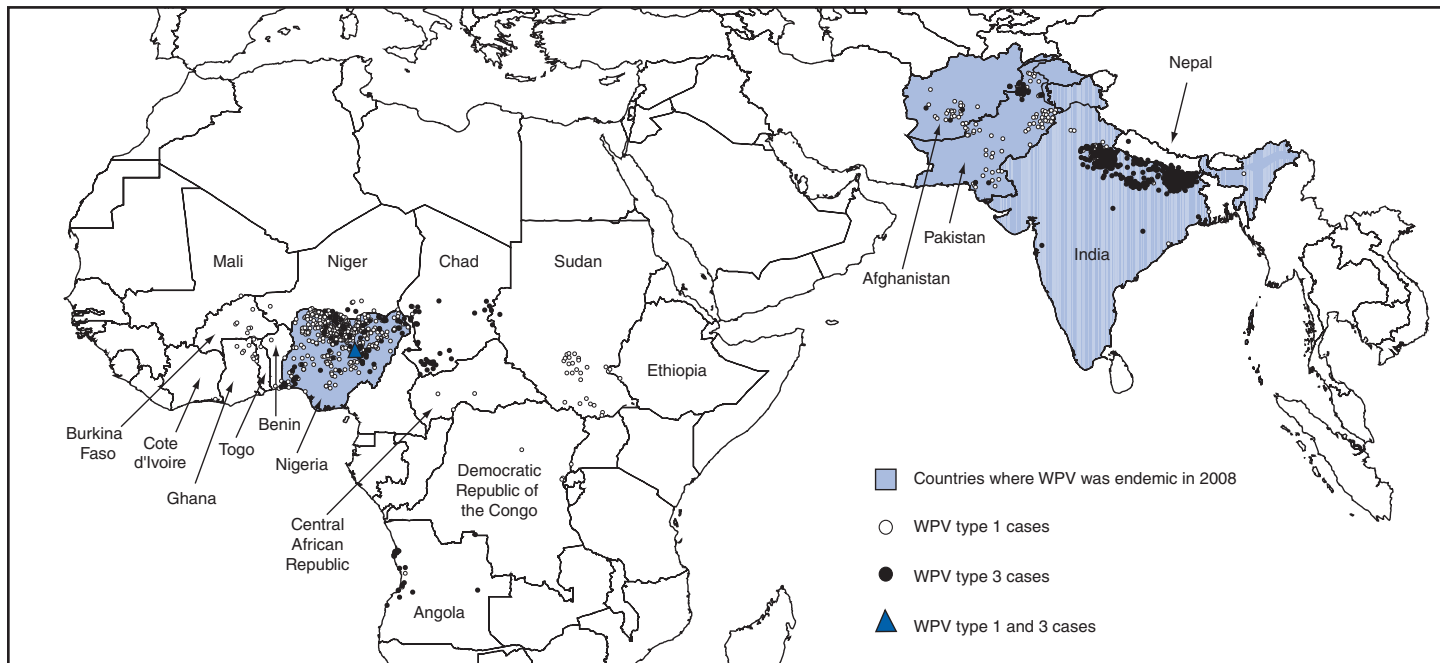 Nepal
Pakistan
Afghanistan
India
Mali
Niger
Chad
Sudan
Ethiopia
Burkina
Faso
Cote
d'Ivoire
Ghana
Togo
Benin
Nigeria
Central
African
Republic
Democratic
Republic of
the Congo
Angola
Countries where WPV was endemic in 2008
WPV type 1 cases
WPV type 3 cases
WPV type 1 and 3 cases